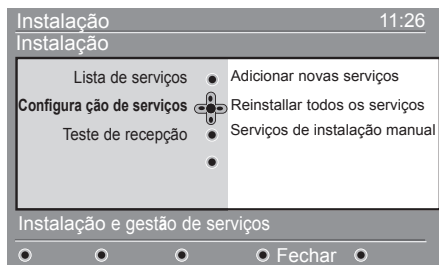 Instalação 11:26
Instalação
Lista de serviços Adicionar novas serviços
Configura ção de serviços Reinstallar todos os serviços
Teste de recepção Serviços de instalação manual
Instalação e gestão de serviços
Fechar